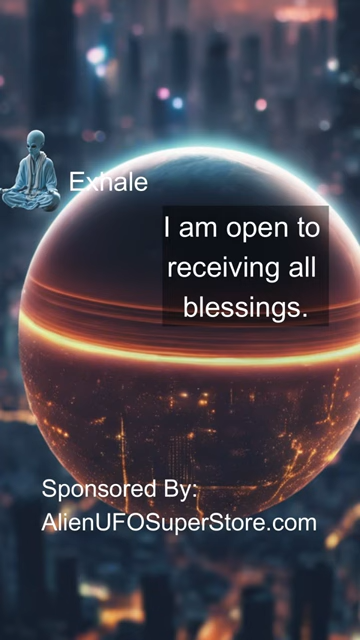 Exhale
I am open to
receiving all
blessings.
Sponsored By:
AlienUFOSuperStore.com